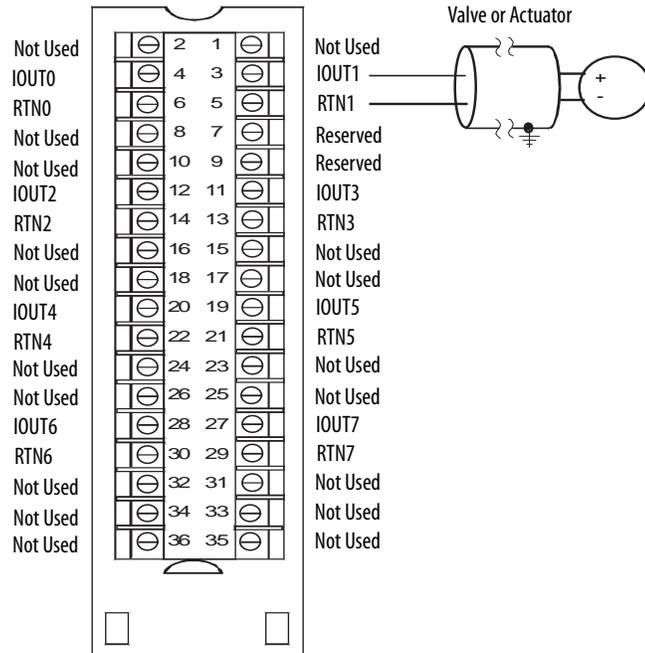 Valve or Actuator
Not Used 2 1 Not Used
IOUT0 4 3 IOUT1 +
RTN0 6 5 RTN1 -
Not Used 8 7 Reserved
Not Used 10 9 Reserved
IOUT2 12 11 IOUT3
RTN2 14 13 RTN3
Not Used 16 15 Not Used
Not Used 18 17 Not Used
IOUT4 20 19 IOUT5
RTN4 22 21 RTN5
Not Used 24 23 Not Used
Not Used 26 25 Not Used
IOUT6 28 27 IOUT7
RTN6 30 29 RTN7
Not Used 32 31 Not Used
Not Used 34 33 Not Used
Not Used 36 35 Not Used